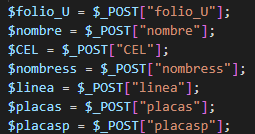 $folio_U = $_POST["folio_U"];
$nombre = $_POST["nombre"];
$CEL = $_POST["CEL"];
$nombress = $_POST["nombress"];
$linea = $_POST["linea"];
$placas = $_POST["placas"];
$placasp = $_POST["placasp"];